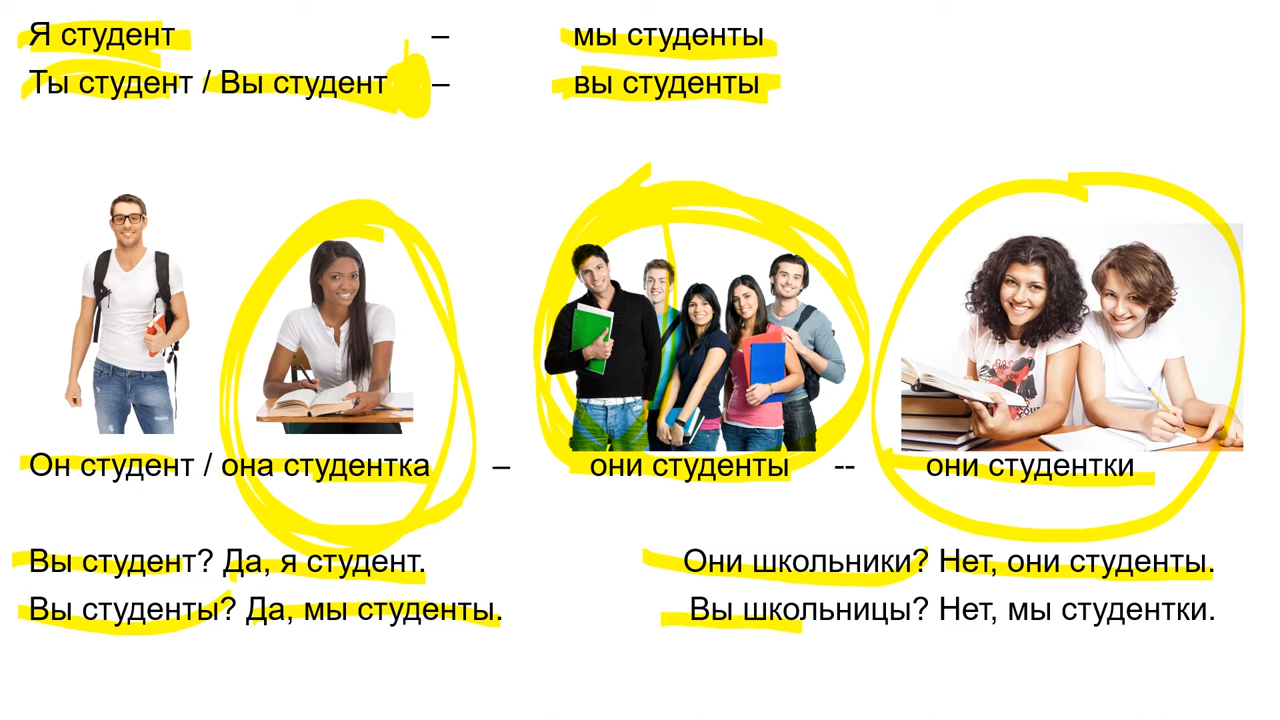 Я студент – мы студенты
Ты студент / Вы студент – вы студенты
Он студент / она студентка – они студенты -- они студентки
Вы студент? Да, я студент. Они школьники? Нет, они студенты.
Вы студенты? Да, мы студенты. Вы школьницы? Нет, мы студентки.